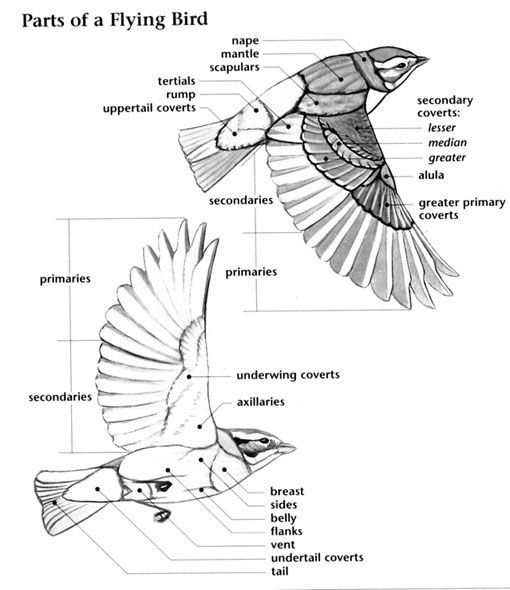 Parts of a Flying Bird
nape
mantle
scapulars
tertials
rump
uppertail coverts
secondary
coverts:
lesser
median
greater
alula
greater primary
coverts
secondaries
primaries
primaries
secondaries
underwing coverts
axillaries
breast
sides
belly
flanks
vent
undertail coverts
tail